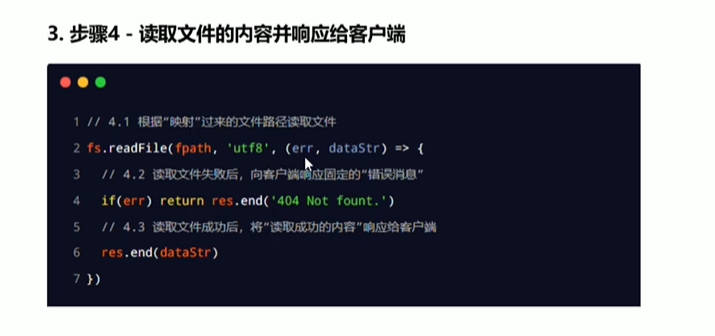 3. 步骤4 - 读取文件的内容并响应给客户端
1 // 4.1 根据“映射”过来的文件路径读取文件
2 fs.readFile(fpath, 'utf8', (err, dataStr) => {
3 // 4.2 读取文件失败后，向客户端响应固定的“错误消息”
4 if(err) return res.end('404 Not fount.')
5 // 4.3 读取文件成功后，将“读取成功的内容”响应给客户端
6 res.end(dataStr)
7 })